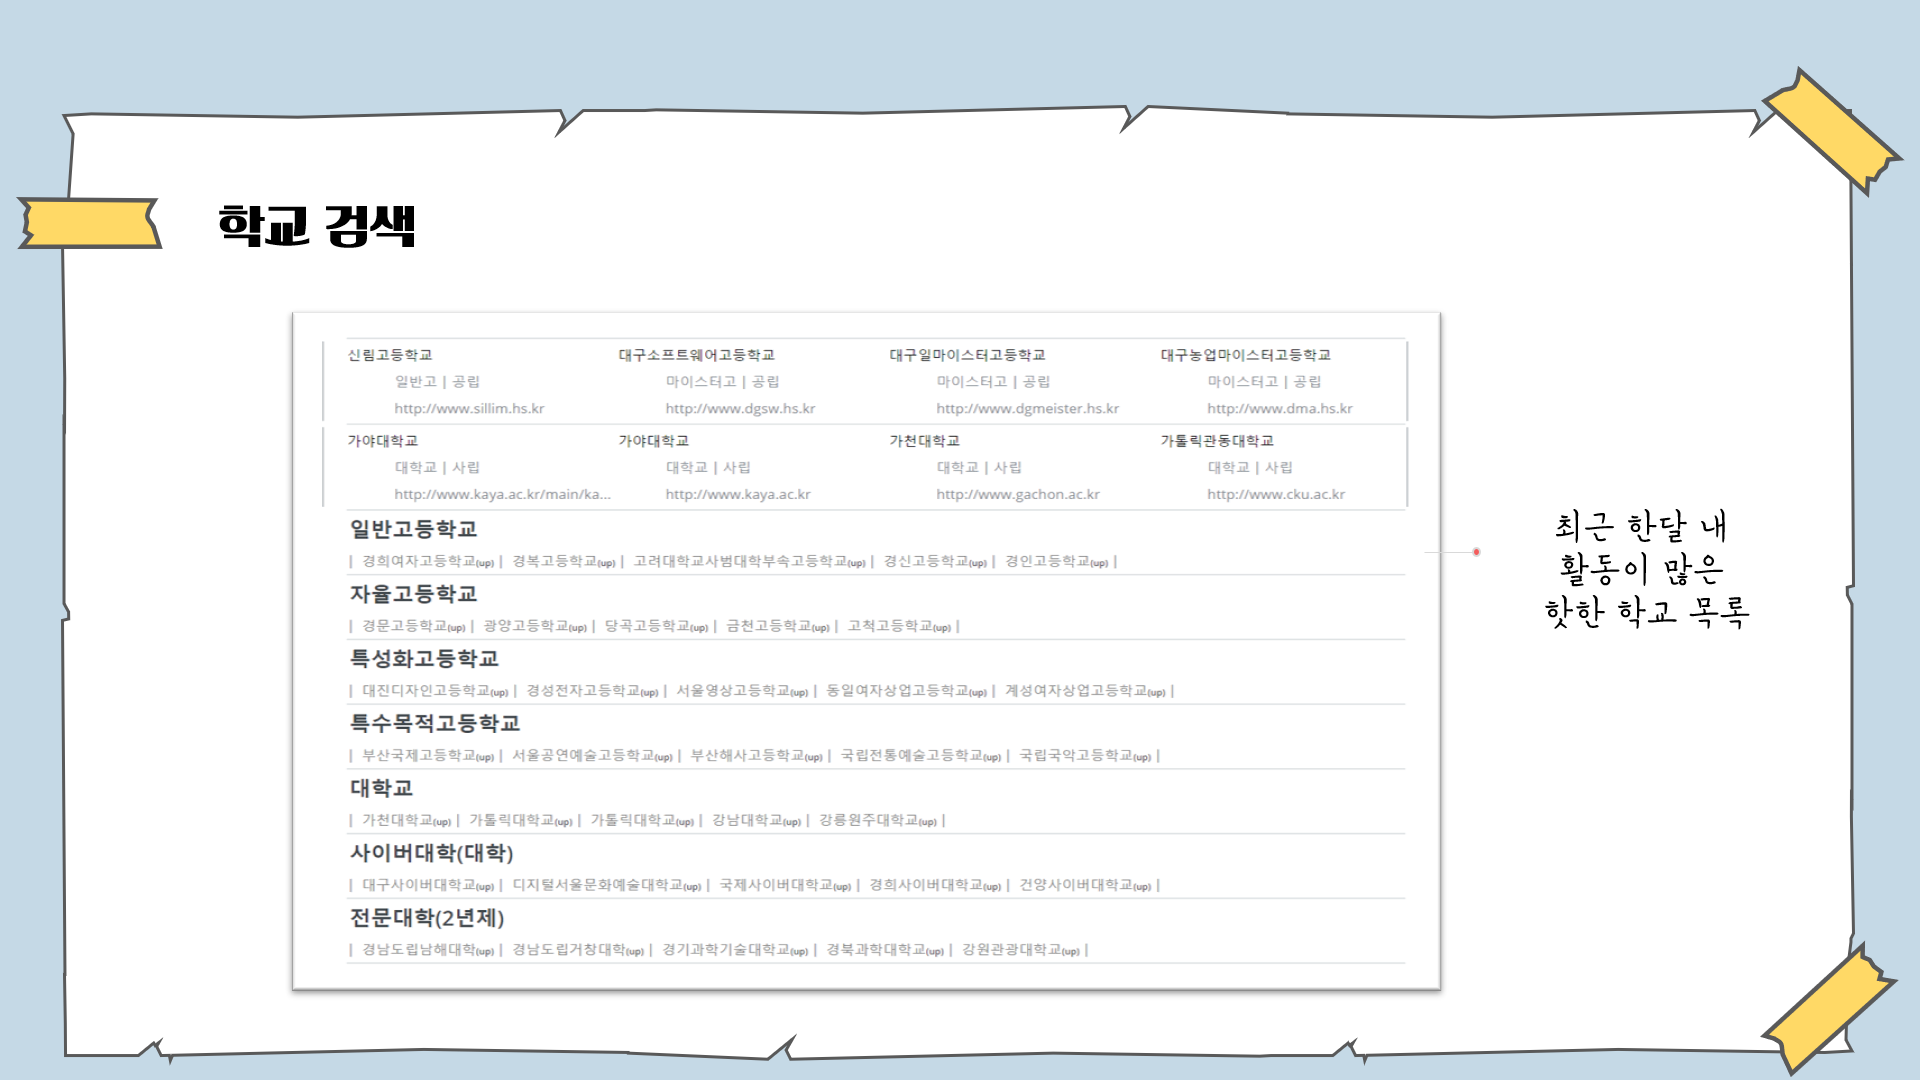 학교 검색
신림고등학교 대구소프트웨어고등학교 대구일마이스터고등학교 대구농업마이스터고등학교
일반고 | 공립 마이스터고 | 공립 마이스터고 | 공립 마이스터고 | 공립
http://www.sillim.hs.kr http://www.dgsw.hs.kr http://www.dgmeister.hs.kr http://www.dma.hs.kr
가야대학교 가야대학교 가천대학교 가톨릭관동대학교
대학교 | 사립 대학교 | 사립 대학교 | 사립 대학교 | 사립
http://www.kaya.ac.kr/main/ka... http://www.kaya.ac.kr http://www.gachon.ac.kr http://www.cku.ac.kr
일반고등학교
| 경희여자고등학교(up) | 경복고등학교(up) | 고려대학교사범대학부속고등학교(up) | 경신고등학교(up) | 경인고등학교(up) |
자율고등학교
| 경문고등학교(up) | 광양고등학교(up) | 당곡고등학교(up) | 금천고등학교(up) | 고척고등학교(up) |
특성화고등학교
| 대진디자인고등학교(up) | 경성전자고등학교(up) | 서울영상고등학교(up) | 동일여자상업고등학교(up) | 계성여자상업고등학교(up) |
특수목적고등학교
| 부산국제고등학교(up) | 서울공연예술고등학교(up) | 부산해사고등학교(up) | 국립전통예술고등학교(up) | 국립국악고등학교(up) |
대학교
| 가천대학교(up) | 가톨릭대학교(up) | 가톨릭대학교(up) | 강남대학교(up) | 강릉원주대학교(up) |
사이버대학(대학)
| 대구사이버대학교(up) | 디지털서울문화예술대학교(up) | 국제사이버대학교(up) | 경희사이버대학교(up) | 건양사이버대학교(up) |
전문대학(2년제)
| 경남도립남해대학(up) | 경남도립거창대학(up) | 경기과학기술대학교(up) | 경북과학대학교(up) | 강원관광대학교(up) |
최근 한달 내
활동이 많은
핫한 학교 목록